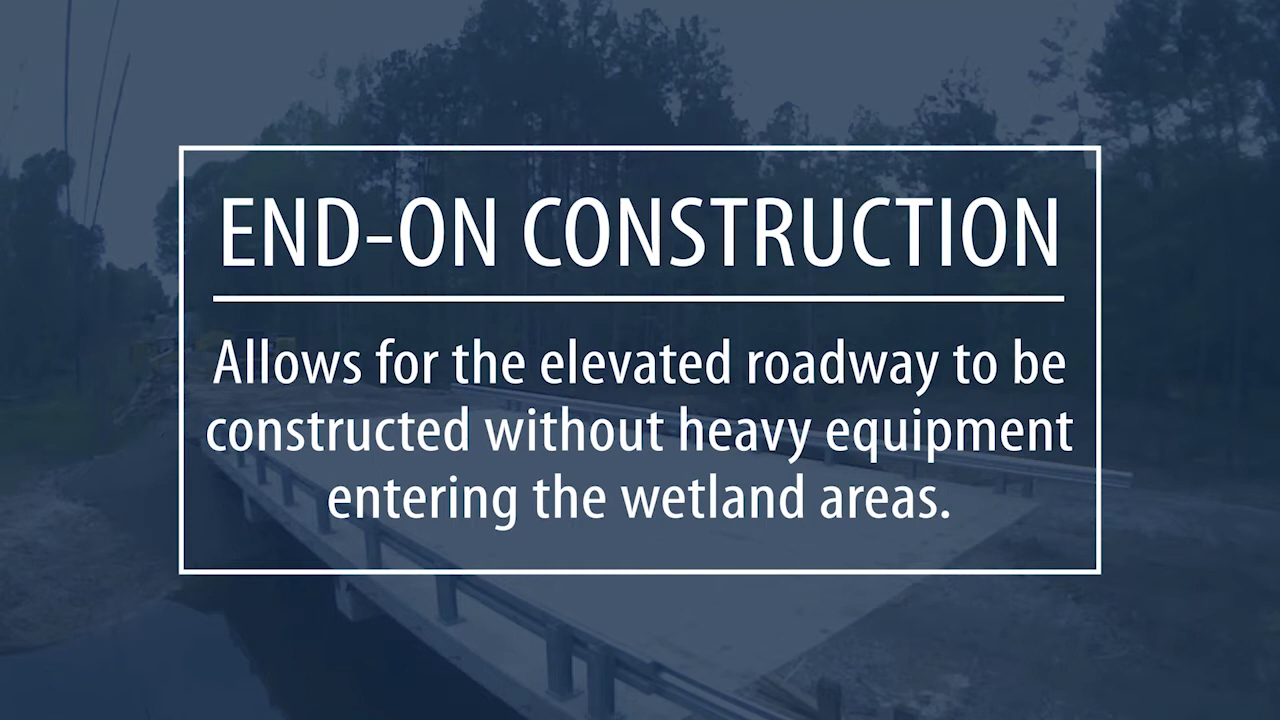 END-ON CONSTRUCTION
Allows for the elevated roadway to be
constructed without heavy equipment
entering the wetland areas.